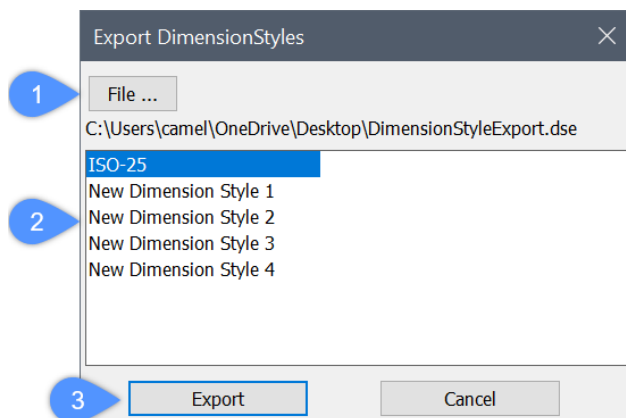 Export DimensionStyles
1
File ...
C:\Users\camel\OneDrive\Desktop\DimensionStyleExport.dse
ISO-25
New Dimension Style 1
2
New Dimension Style 2
New Dimension Style 3
New Dimension Style 4
3
Export
Cancel